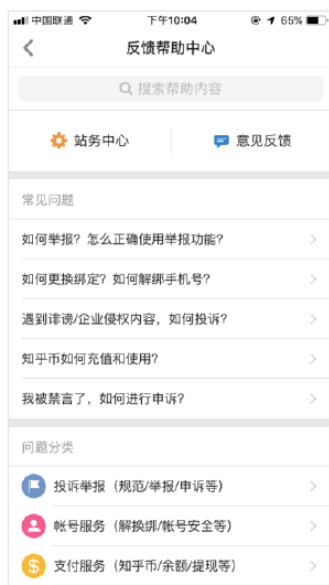 中国联通 下午10:04 65%
反馈帮助中心
搜索帮助内容
站务中心 意见反馈
常见问题
如何举报？怎么正确使用举报功能？
如何更换绑定？如何解绑手机号？
遇到诽谤/企业侵权内容，如何投诉？
知乎币如何充值和使用？
我被禁言了，如何进行申诉？
问题分类
投诉举报（规范/举报/申诉等）
帐号服务（解换绑/帐号安全等）
支付服务（知乎币/余额/提现等）